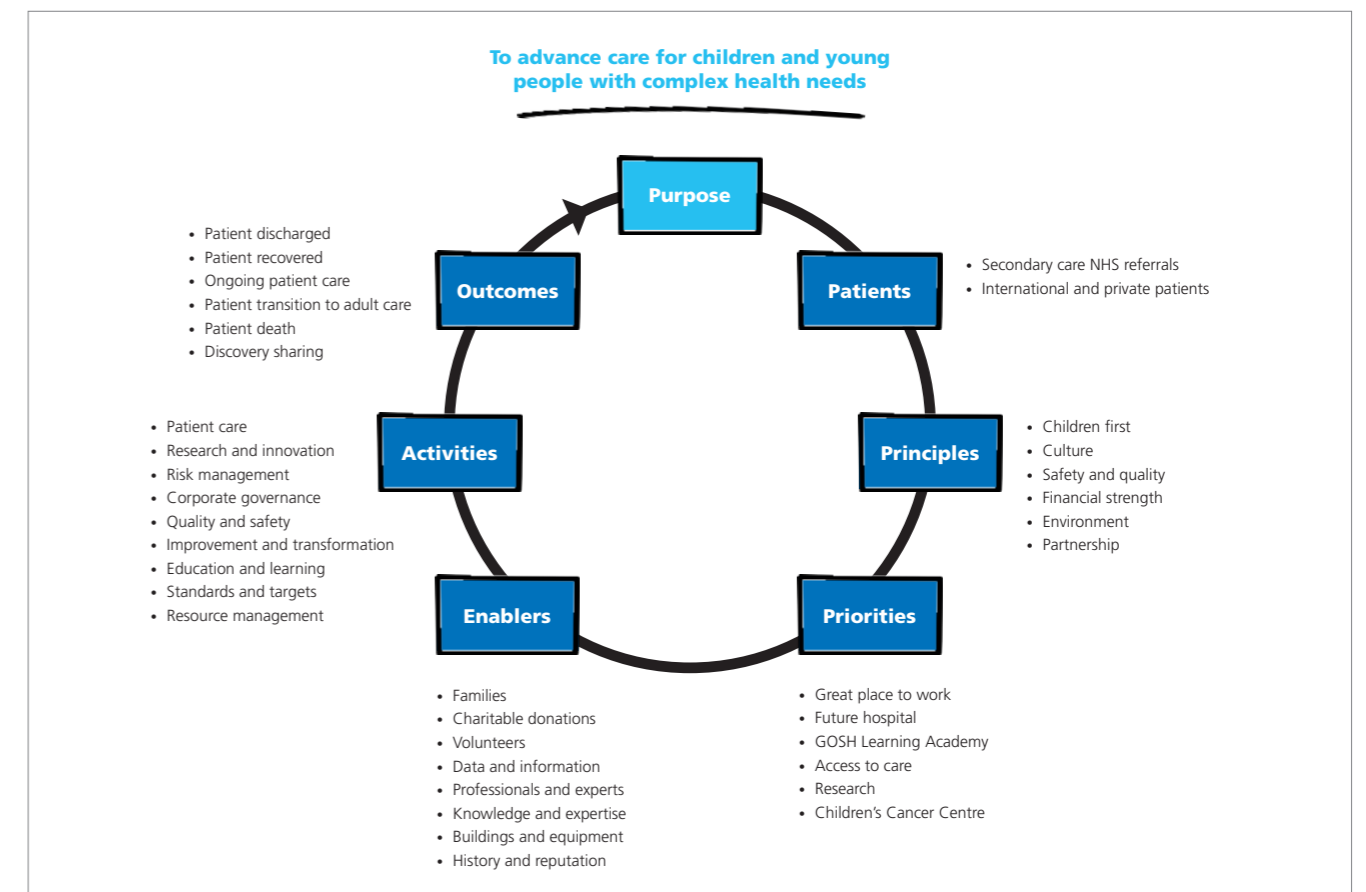 To advance care for children and young
people with complex health needs
Purpose
Patients
• Secondary care NHS referrals
• International and private patients
Principles
• Children first
• Culture
• Safety and quality
• Financial strength
• Environment
• Partnership
Priorities
• Great place to work
• Future hospital
• GOSH Learning Academy
• Access to care
• Research
• Children’s Cancer Centre
Enablers
• Families
• Charitable donations
• Volunteers
• Data and information
• Professionals and experts
• Knowledge and expertise
• Buildings and equipment
• History and reputation
Activities
• Patient care
• Research and innovation
• Risk management
• Corporate governance
• Quality and safety
• Improvement and transformation
• Education and learning
• Standards and targets
• Resource management
Outcomes
• Patient discharged
• Patient recovered
• Ongoing patient care
• Patient transition to adult care
• Patient death
• Discovery sharing